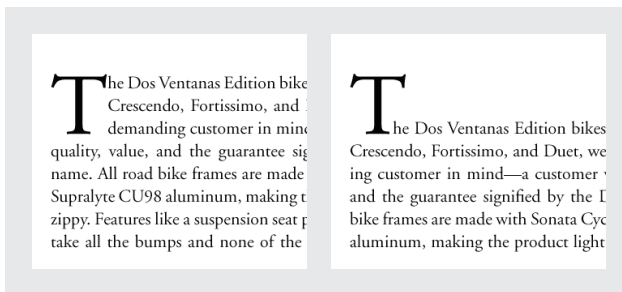 The Dos Ventanas Edition bike
Crescendo, Fortissimo, and
demanding customer in
quality, value, and the guarantee
name. All road bike frames are made
Supralyte CU98 aluminum, making
zippy. Features like a suspension seat
take all the bumps and none of the
The Dos Ventanas Edition bikes
Crescendo, Fortissimo, and Duet, we
ing customer in mind—a customer
and the guarantee signified by the
bike frames are made with Sonata
aluminum, making the product light